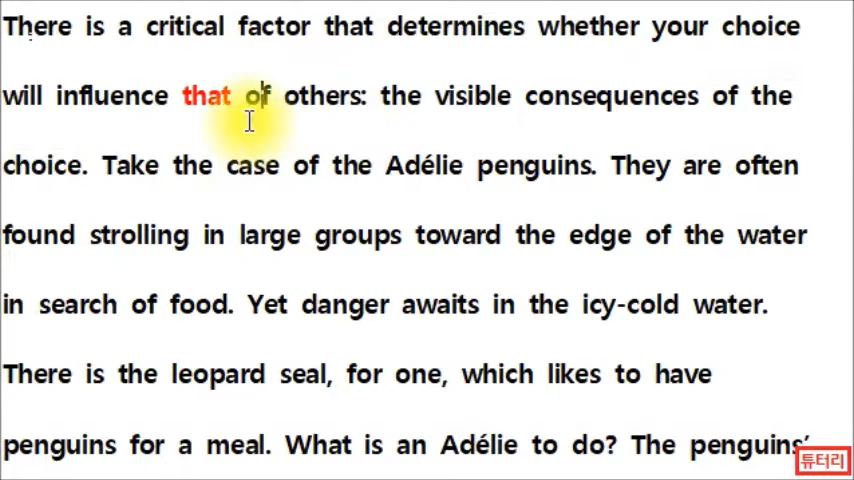 There is a critical factor that determines whether your choice
will influence that of others: the visible consequences of the
choice. Take the case of the Adélie penguins. They are often
found strolling in large groups toward the edge of the water
in search of food. Yet danger awaits in the icy-cold water.
There is the leopard seal, for one, which likes to have
penguins for a meal. What is an Adélie to do? The penguins'
튜터리